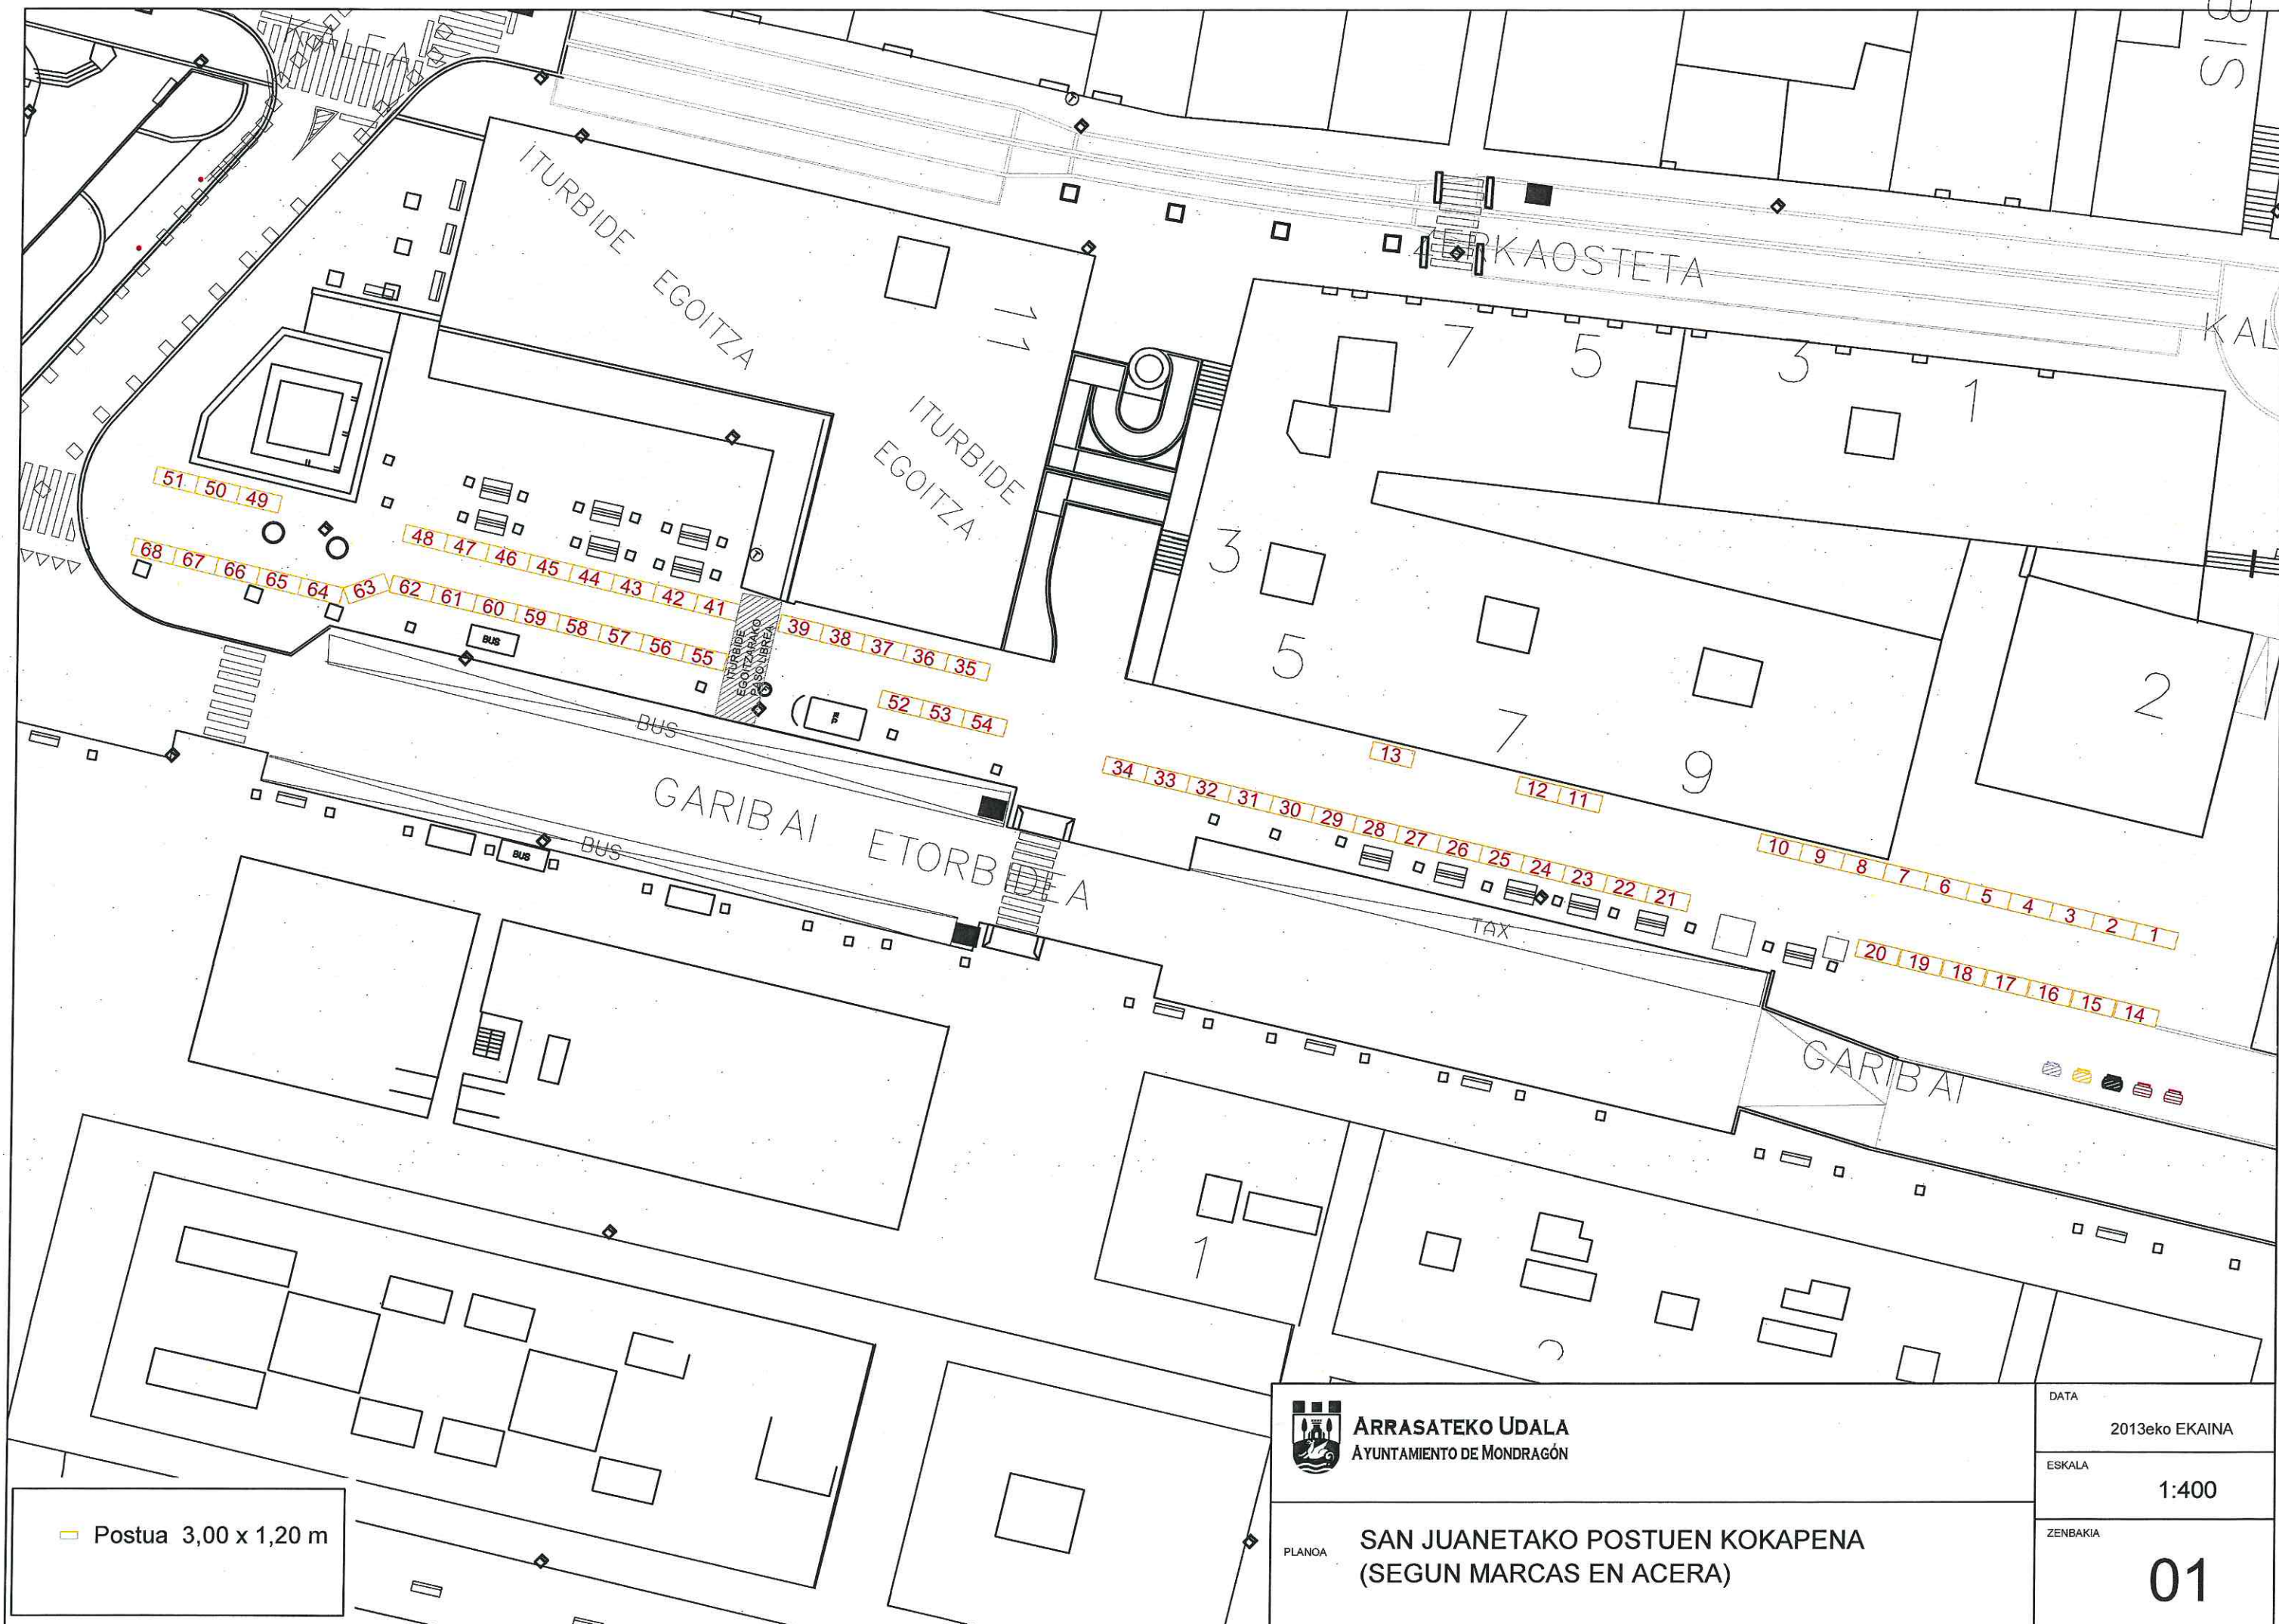 KALEA
SIB
ITURBIDE EGOITZA
11
ITURBIDE
EGOITZA
ZERKAOSTETA
KAL
7 5 3 1
3
5
7
9
2
51 50 49
48 47 46 45 44 43 42 41
68 67 66 65 64 63 62 61 60 59 58 57 56 55
39 38 37 36 35
52 53 54
ITURBIDE
EGOITZARAKO
PASO LIBREA
BUS
BUS
13
12 11
34 33 32 31 30 29 28 27 26 25 24 23 22 21
10 9 8 7 6 5 4 3 2 1
20 19 18 17 16 15 14
GARIBAI ETORBIDEA
BUS
BUS
TAX
GARIBAI
1
Postua 3,00 x 1,20 m
ARRASATEKO UDALA
AYUNTAMIENTO DE MONDRAGÓN
PLANOA
SAN JUANETAKO POSTUEN KOKAPENA
(SEGUN MARCAS EN ACERA)
DATA
2013eko EKAINA
ESKALA
1:400
ZENBAKIA
01